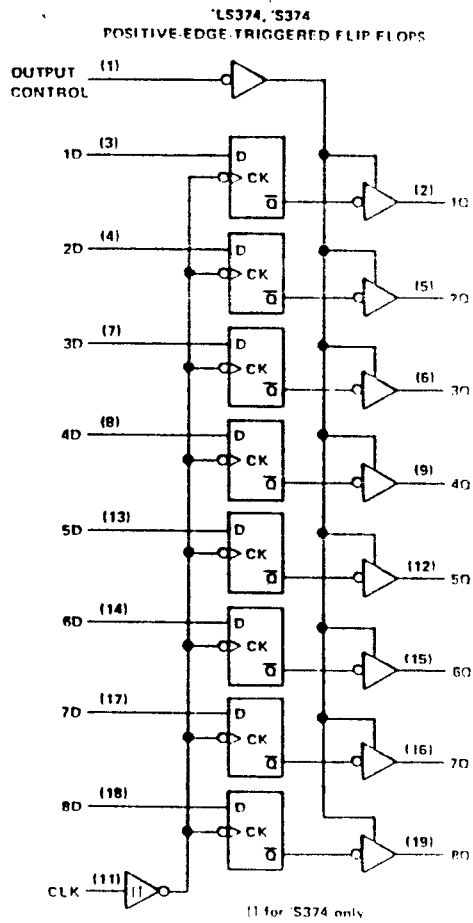 'LS374, 'S374
POSITIVE-EDGE-TRIGGERED FLIP FLOPS
OUTPUT (1)
CONTROL
1D (3) D
CK
Q̅ (2) 1Q
2D (4) D
CK
Q̅ (5) 2Q
3D (7) D
CK
Q̅ (6) 3Q
4D (8) D
CK
Q̅ (9) 4Q
5D (13) D
CK
Q̅ (12) 5Q
6D (14) D
CK
Q̅ (15) 6Q
7D (17) D
CK
Q̅ (16) 7Q
8D (18) D
CK
Q̅ (19) 8Q
CLK (11)
for 'S374 only